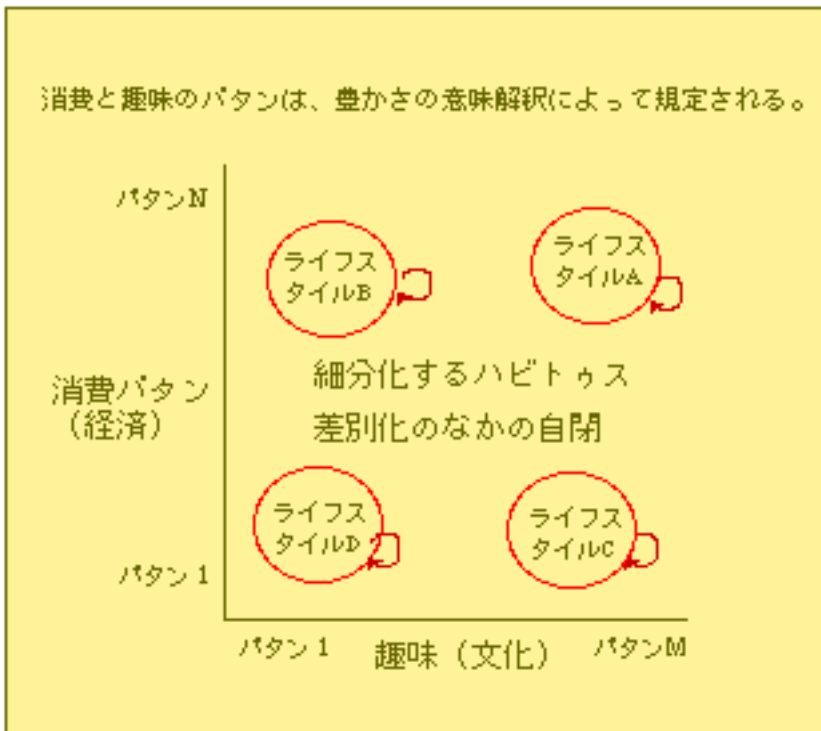 消費と趣味のパタンは、豊かさの意味解釈によって規定される。
パタンN
ライフス
タイルB
ライフス
タイルA
細分化するハビトゥス
消費パタン
（経済）
差別化のなかの自閉
ライフス
タイルD
ライフス
タイルC
パタン1
パタン1
趣味（文化）
パタンM